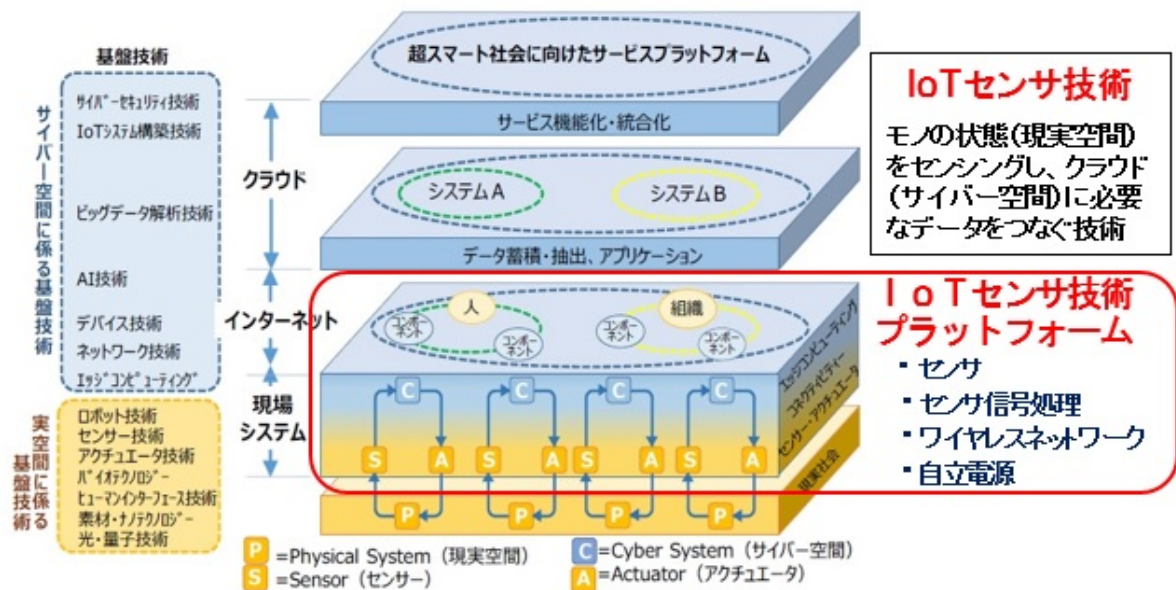 基盤技術
サイバー空間に係る基盤技術
サイバーセキュリティ技術
IoTシステム構築技術
ビッグデータ解析技術
AI技術
デバイス技術
ネットワーク技術
エッジコンピューティング
実空間に係る
基盤技術
ロボット技術
センサー技術
アクチュエータ技術
バイオテクノロジー
ヒューマンインターフェース技術
素材・ナノテクノロジー
光・量子技術
クラウド
インターネット
現場
システム
超スマート社会に向けたサービスプラットフォーム
サービス機能化・統合化
システムA
システムB
データ蓄積・抽出、アプリケーション
人
組織
コンポーネント
コンポーネント
コンポーネント
コンポーネント
エッジコンピューティング
コネクティビティー
センサー・アクチュエータ
C C C C
S A S A S A S A
現実社会
P P P P
P =Physical System（現実空間）
C =Cyber System（サイバー空間）
S =Sensor（センサー）
A =Actuator（アクチュエータ）
IoTセンサ技術
モノの状態(現実空間)
をセンシングし、クラウド
(サイバー空間)に必要
なデータをつなぐ技術
IoTセンサ技術
プラットフォーム
・センサ
・センサ信号処理
・ワイヤレスネットワーク
・自立電源